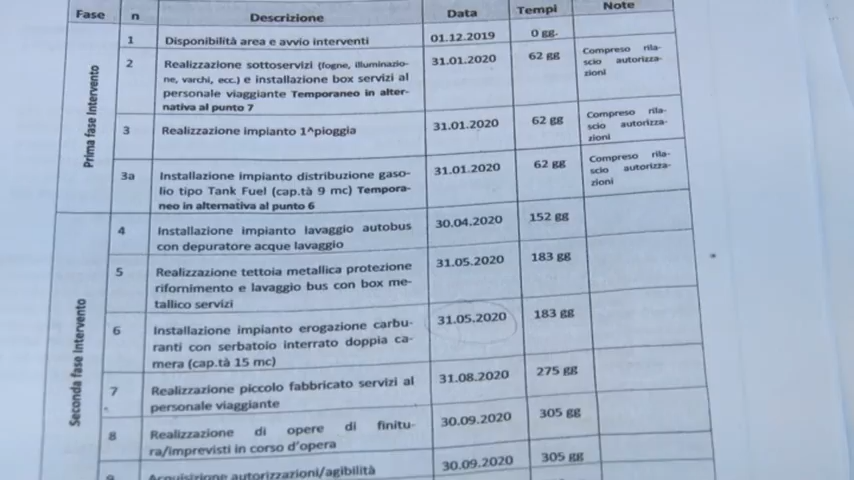 Fase n Descrizione Data Tempi Note
Prima fase Intervento
1 Disponibilità area e avvio interventi 01.12.2019 0 gg.
2 Realizzazione sottoservizi (fogne, illuminazio- 31.01.2020 62 gg Compreso rila-
ne, varchi, ecc.) e installazione box servizi al scio autorizza-
personale viaggiante Temporaneo in alter- zioni
nativa al punto 7
3 Realizzazione impianto 1^pioggia 31.01.2020 62 gg Compreso rila-
scio autorizza-
zioni
3a Installazione impianto distribuzione gaso- 31.01.2020 62 gg Compreso rila-
lio tipo Tank Fuel (cap.tà 9 mc) Tempora- scio autorizza-
neo in alternativa al punto 6 zioni
Seconda fase Intervento
4 Installazione impianto lavaggio autobus 30.04.2020 152 gg
con depuratore acque lavaggio
5 Realizzazione tettoia metallica protezione 31.05.2020 183 gg
rifornimento e lavaggio bus con box me-
tallico servizi
6 Installazione impianto erogazione carbu- 31.05.2020 183 gg
ranti con serbatoio interrato doppia ca-
mera (cap.tà 15 mc)
7 Realizzazione piccolo fabbricato servizi al 31.08.2020 275 gg
personale viaggiante
8 Realizzazione di opere di finitu- 30.09.2020 305 gg
ra/imprevisti in corso d'opera
9 Acquisizione autorizzazioni/agibilità 30.09.2020 305 gg